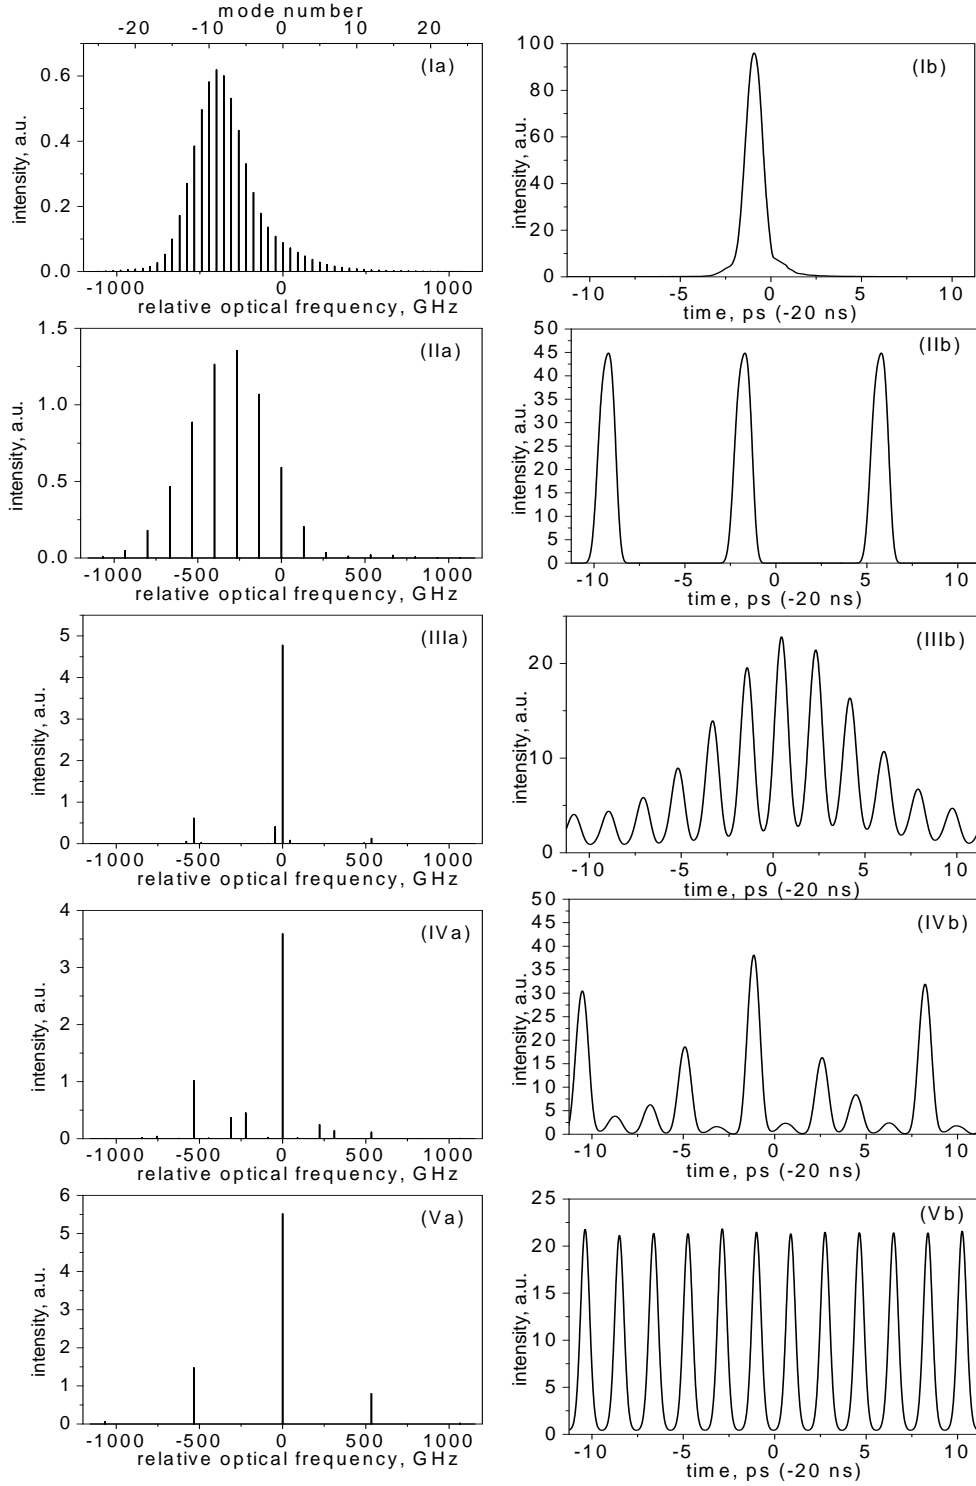 mode number
-20 -10 0 10 20
(Ia)
0.6
0.4
0.2
0.0
intensity, a.u.
-1000 -500 0 500 1000
relative optical frequency, GHz
(Ib)
100
80
60
40
20
0
intensity, a.u.
-10 -5 0 5 10
time, ps (-20 ns)
(IIa)
1.5
1.0
0.5
0.0
intensity, a.u.
-1000 -500 0 500 1000
relative optical frequency, GHz
(IIb)
50
45
40
35
30
25
20
15
10
5
0
intensity, a.u.
-10 -5 0 5 10
time, ps (-20 ns)
(IIIa)
5
4
3
2
1
0
intensity, a.u.
-1000 -500 0 500 1000
relative optical frequency, GHz
(IIIb)
20
10
0
intensity, a.u.
-10 -5 0 5 10
time, ps (-20 ns)
(IVa)
4
3
2
1
0
intensity, a.u.
-1000 -500 0 500 1000
relative optical frequency, GHz
(IVb)
50
45
40
35
30
25
20
15
10
5
0
intensity, a.u.
-10 -5 0 5 10
time, ps (-20 ns)
(Va)
6
5
4
3
2
1
0
intensity, a.u.
-1000 -500 0 500 1000
relative optical frequency, GHz
(Vb)
25
20
15
10
5
0
intensity, a.u.
-10 -5 0 5 10
time, ps (-20 ns)